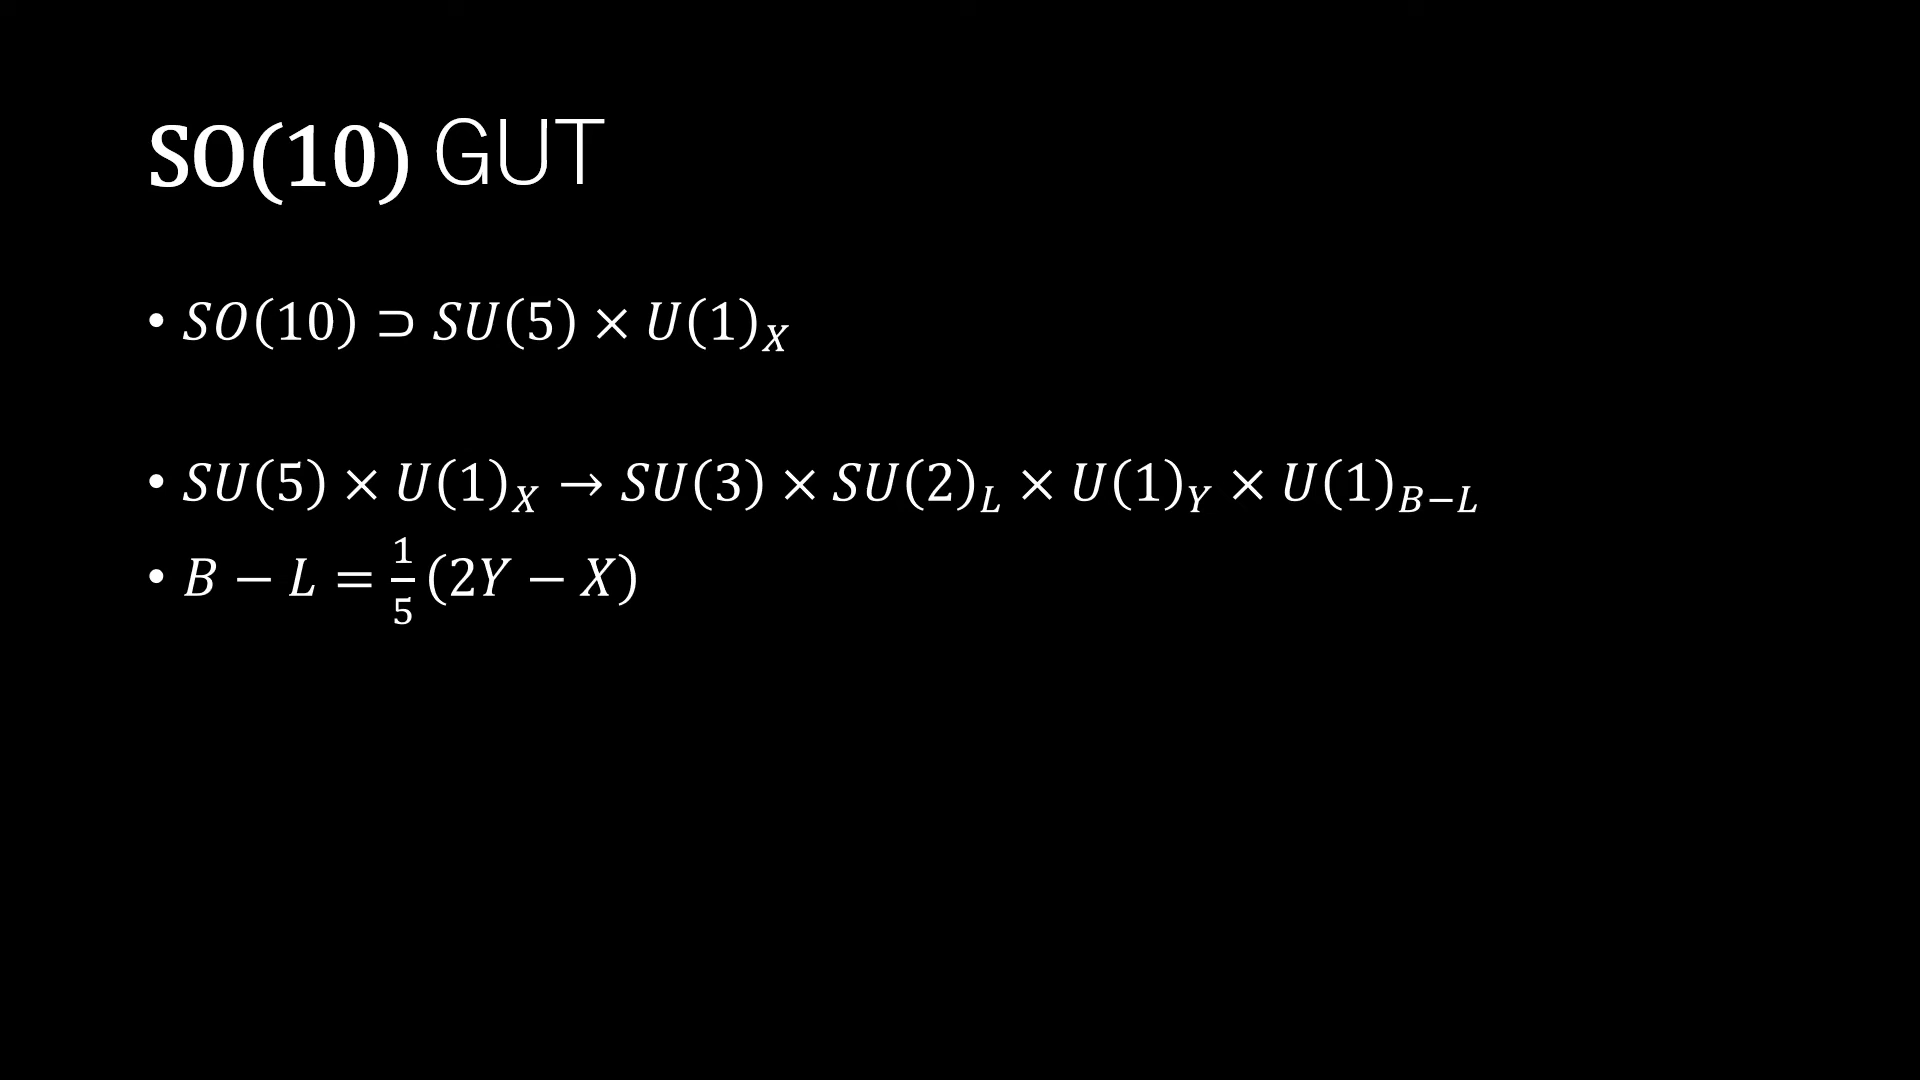 SO(10) GUT
• 𝑆𝑂(10) ⊃ 𝑆𝑈(5) × 𝑈(1)_𝑋
• 𝑆𝑈(5) × 𝑈(1)_𝑋 → 𝑆𝑈(3) × 𝑆𝑈(2)_𝐿 × 𝑈(1)_𝑌 × 𝑈(1)_{𝐵−𝐿}
• 𝐵 − 𝐿 = 1/5 (2𝑌 − 𝑋)